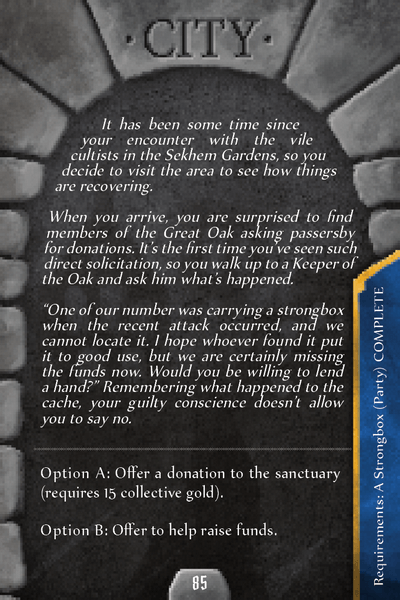 · CITY ·
It has been some time since
your encounter with the vile
cultists in the Sekhem Gardens, so you
decide to visit the area to see how things
are recovering.
When you arrive, you are surprised to find
members of the Great Oak asking passersby
for donations. It's the first time you've seen such
direct solicitation, so you walk up to a Keeper of
the Oak and ask him what's happened.
“One of our number was carrying a strongbox
when the recent attack occurred, and we
cannot locate it. I hope whoever found it put
it to good use, but we are certainly missing
the funds now. Would you be willing to lend
a hand?” Remembering what happened to the
cache, your guilty conscience doesn't allow
you to say no.
Option A: Offer a donation to the sanctuary
(requires 15 collective gold).
Option B: Offer to help raise funds.
85
Requirements: A Strongbox (Party) COMPLETE